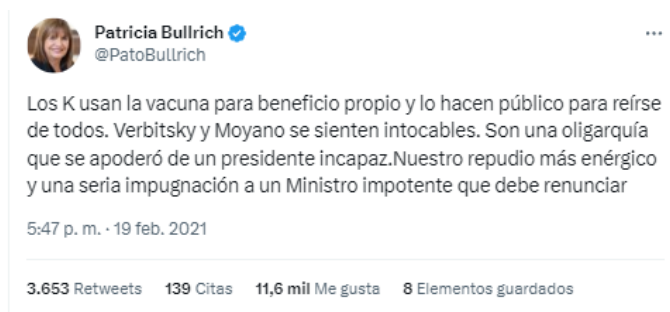 Patricia Bullrich
@PatoBullrich
Los K usan la vacuna para beneficio propio y lo hacen público para reírse
de todos. Verbitsky y Moyano se sienten intocables. Son una oligarquía
que se apoderó de un presidente incapaz.Nuestro repudio más enérgico
y una seria impugnación a un Ministro impotente que debe renunciar
5:47 p. m. · 19 feb. 2021
3.653 Retweets 139 Citas 11,6 mil Me gusta 8 Elementos guardados